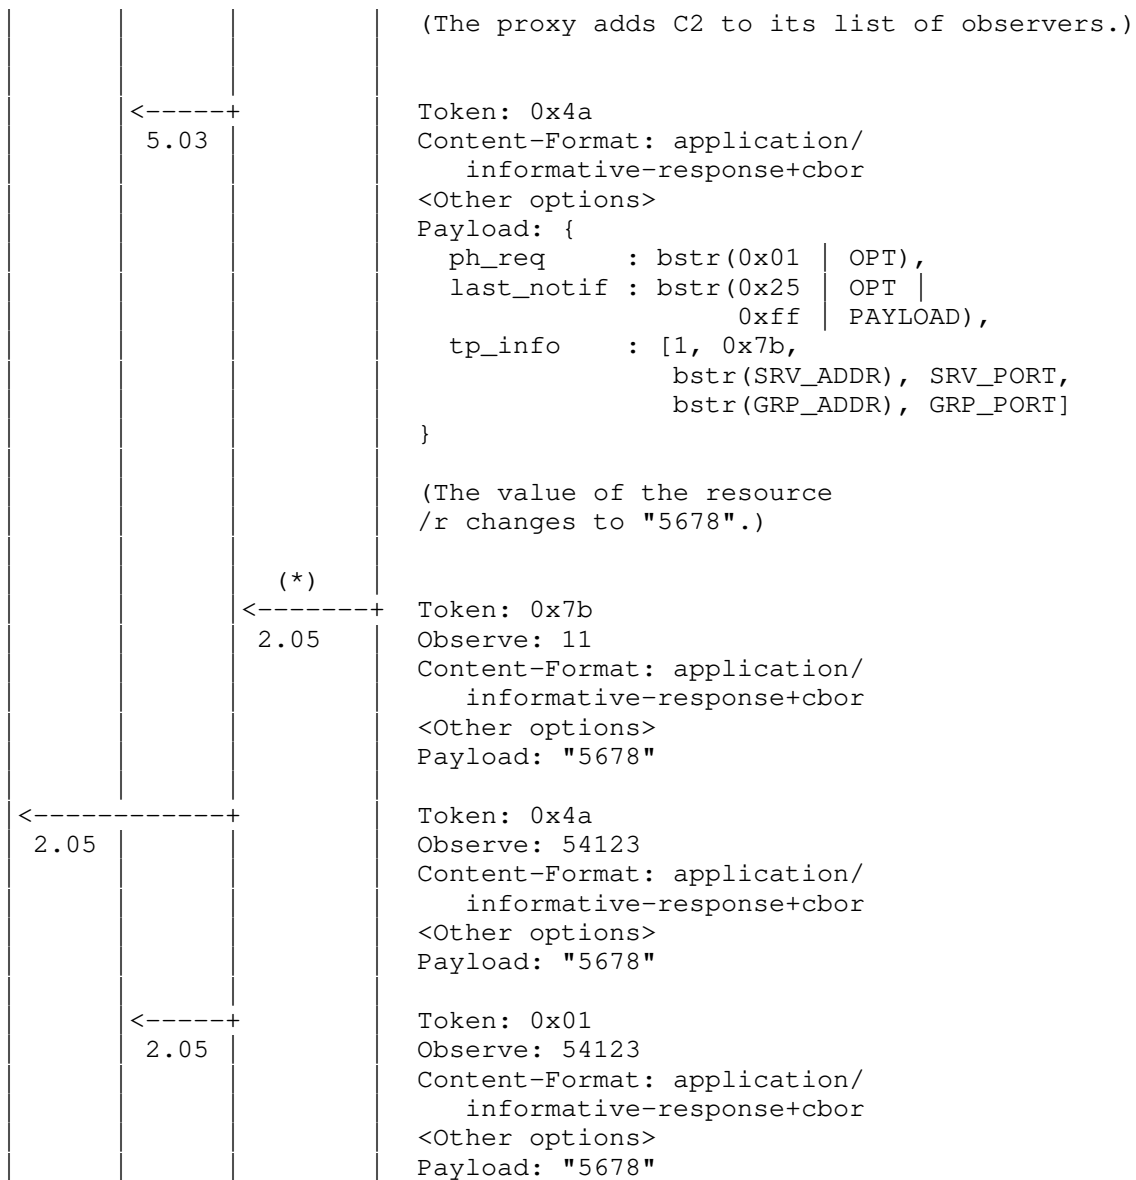 (The proxy adds C2 to its list of observers.)
<-----+ Token: 0x4a
5.03 Content-Format: application/
informative-response+cbor
<Other options>
Payload: {
ph_req : bstr(0x01 | OPT),
last_notif : bstr(0x25 | OPT |
0xff | PAYLOAD),
tp_info : [1, 0x7b,
bstr(SRV_ADDR), SRV_PORT,
bstr(GRP_ADDR), GRP_PORT]
}
(The value of the resource
/r changes to "5678".)
(*)
<-------+ Token: 0x7b
2.05 Observe: 11
Content-Format: application/
informative-response+cbor
<Other options>
Payload: "5678"
<------------+ Token: 0x4a
2.05 Observe: 54123
Content-Format: application/
informative-response+cbor
<Other options>
Payload: "5678"
<-----+ Token: 0x01
2.05 Observe: 54123
Content-Format: application/
informative-response+cbor
<Other options>
Payload: "5678"